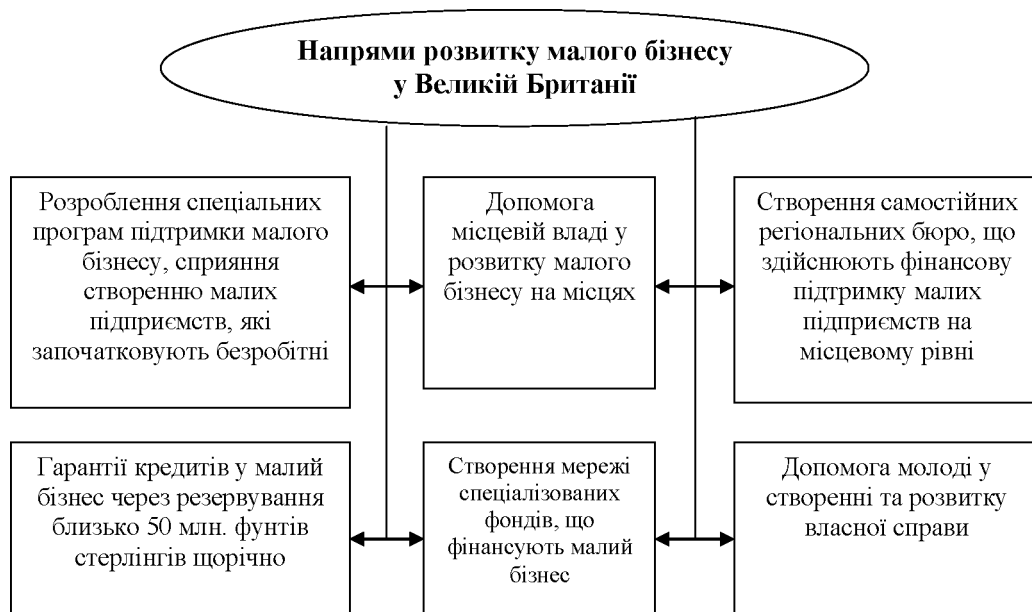 Напрями розвитку малого бізнесу
у Великій Британії
Розроблення спеціальних
програм підтримки малого
бізнесу, сприяння
створенню малих
підприємств, які
започатковують безробітні
Допомога
місцевій владі у
розвитку малого
бізнесу на місцях
Створення самостійних
регіональних бюро, що
здійснюють фінансову
підтримку малих
підприємств на
місцевому рівні
Гарантії кредитів у малий
бізнес через резервування
близько 50 млн. фунтів
стерлінгів щорічно
Створення мережі
спеціалізованих
фондів, що
фінансують малий
бізнес
Допомога молоді у
створенні та розвитку
власної справи